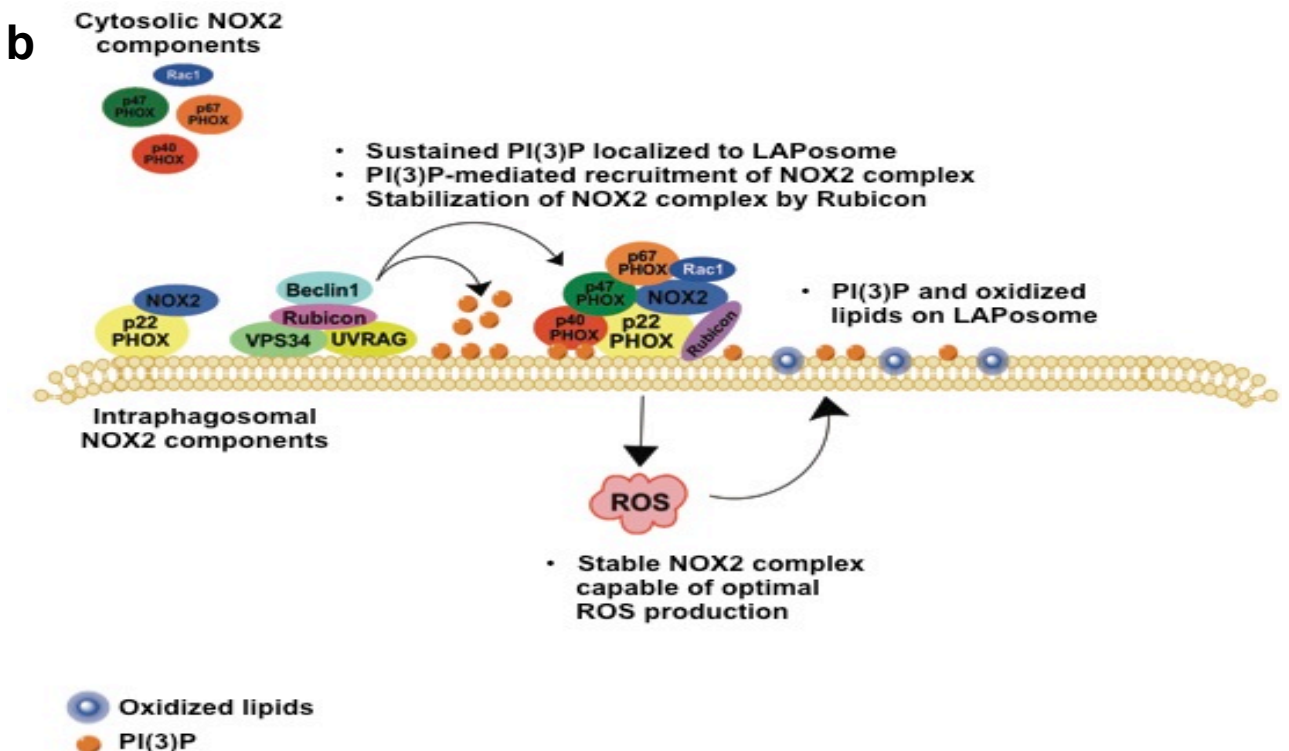 b
Cytosolic NOX2
components
Rac1
p47
PHOX
p67
PHOX
p40
PHOX
• Sustained PI(3)P localized to LAPosome
• PI(3)P-mediated recruitment of NOX2 complex
• Stabilization of NOX2 complex by Rubicon
NOX2
p22
PHOX
Beclin1
Rubicon
VPS34
UVRAG
p67
PHOX
Rac1
p47
PHOX
NOX2
p40
PHOX
p22
PHOX
Rubicon
• PI(3)P and oxidized
lipids on LAPosome
Intraphagosomal
NOX2 components
ROS
• Stable NOX2 complex
capable of optimal
ROS production
Oxidized lipids
PI(3)P